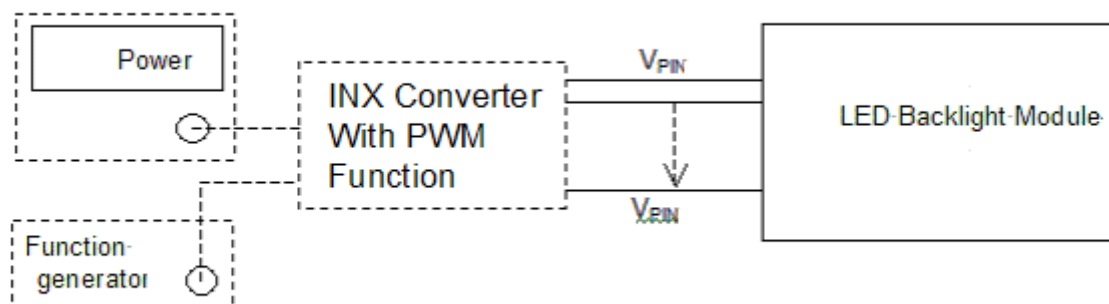 Power
INX Converter
With PWM
Function
VPIN
VPIN
LED-Backlight-Module
Function-
generator